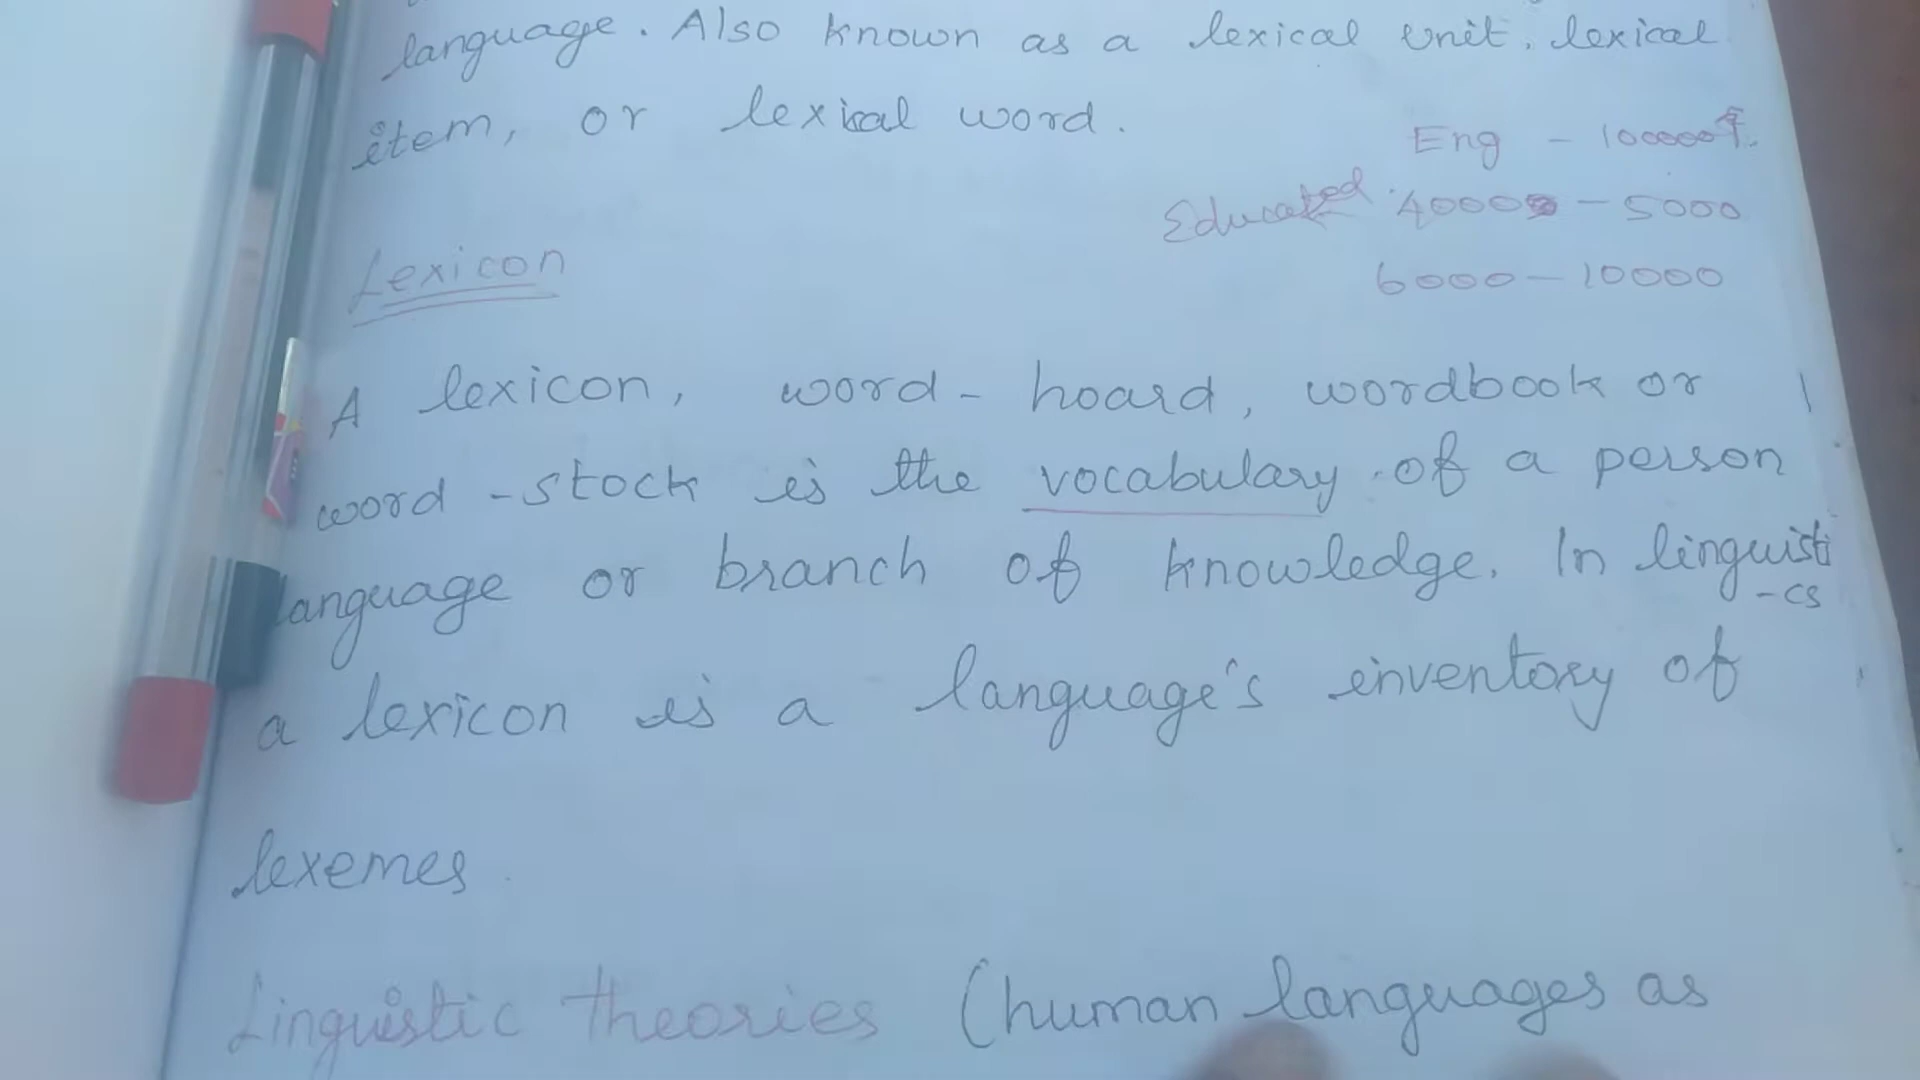 language. Also known as a lexical unit, lexical
item, or lexical word.
Eng - 100000
Educated 4000 - 5000
6000 - 10000
Lexicon
A lexicon, word - hoard, wordbook or
word - stock is the vocabulary of a person
language or branch of knowledge. In linguisti
-cs
a lexicon is a language's inventory of
lexemes
Linguistic theories (human languages as